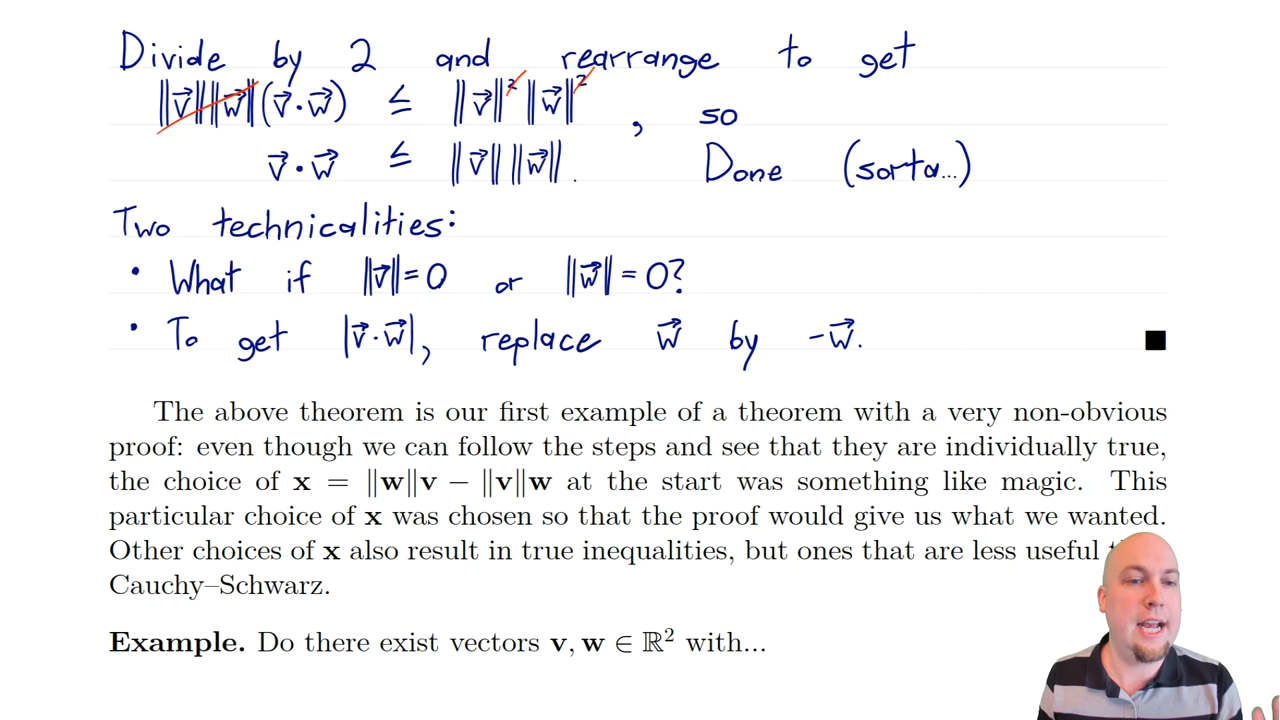 Divide by 2 and rearrange to get
‖v⃗‖‖w⃗‖(v⃗·w⃗) ≤ ‖v⃗‖²‖w⃗‖², so
v⃗·w⃗ ≤ ‖v⃗‖‖w⃗‖. Done (sorta...)
Two technicalities:
• What if ‖v⃗‖=0 or ‖w⃗‖=0?
• To get |v⃗·w⃗|, replace w⃗ by -w⃗. ■
The above theorem is our first example of a theorem with a very non-obvious
proof: even though we can follow the steps and see that they are individually true,
the choice of x = ‖w‖v − ‖v‖w at the start was something like magic. This
particular choice of x was chosen so that the proof would give us what we wanted.
Other choices of x also result in true inequalities, but ones that are less useful
Cauchy–Schwarz.
Example. Do there exist vectors v, w ∈ ℝ² with...